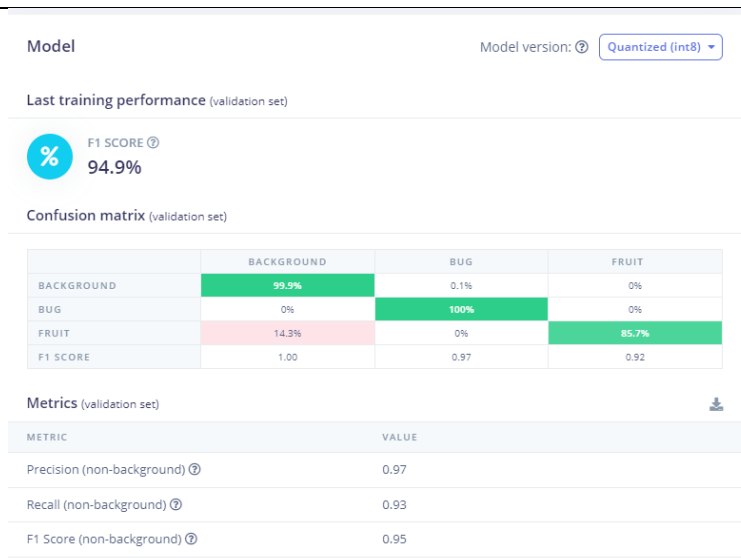 Model
Model version: Quantized (int8)
Last training performance (validation set)
%
F1 SCORE
94.9%
Confusion matrix (validation set)
BACKGROUND BUG FRUIT
BACKGROUND 99.9% 0.1% 0%
BUG 0% 100% 0%
FRUIT 14.3% 0% 85.7%
F1 SCORE 1.00 0.97 0.92
Metrics (validation set)
METRIC VALUE
Precision (non-background) 0.97
Recall (non-background) 0.93
F1 Score (non-background) 0.95